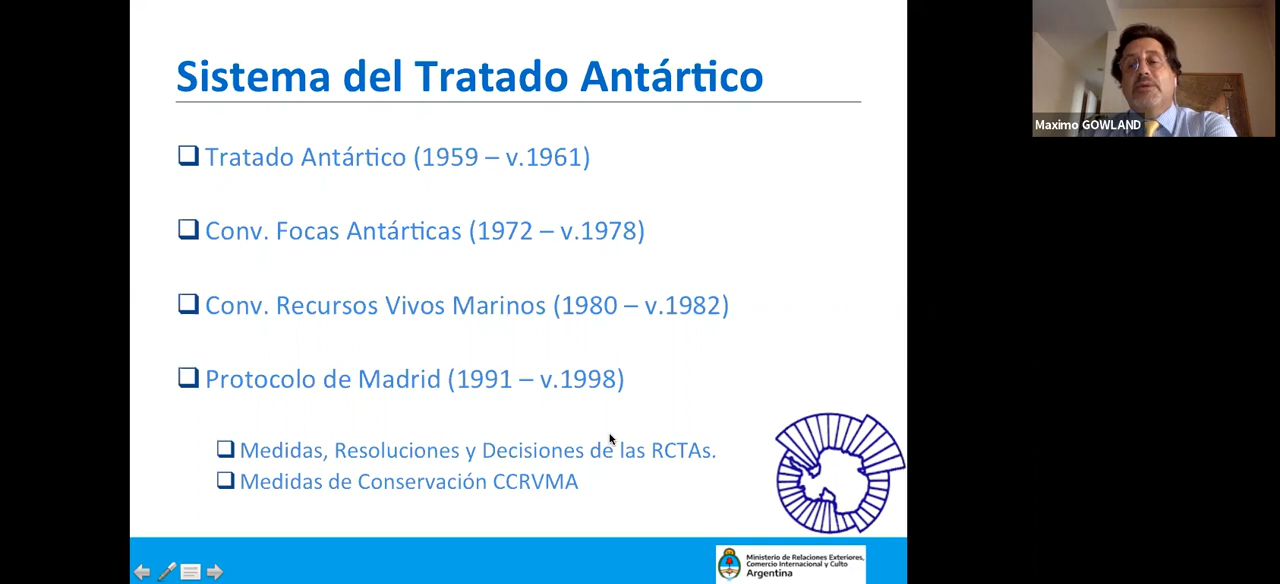 Sistema del Tratado Antártico
Tratado Antártico (1959 – v.1961)
Conv. Focas Antárticas (1972 – v.1978)
Conv. Recursos Vivos Marinos (1980 – v.1982)
Protocolo de Madrid (1991 – v.1998)
Medidas, Resoluciones y Decisiones de las RCTAs.
Medidas de Conservación CCRVMA
Ministerio de Relaciones Exteriores,
Comercio Internacional y Culto
Argentina
Maximo GOWLAND